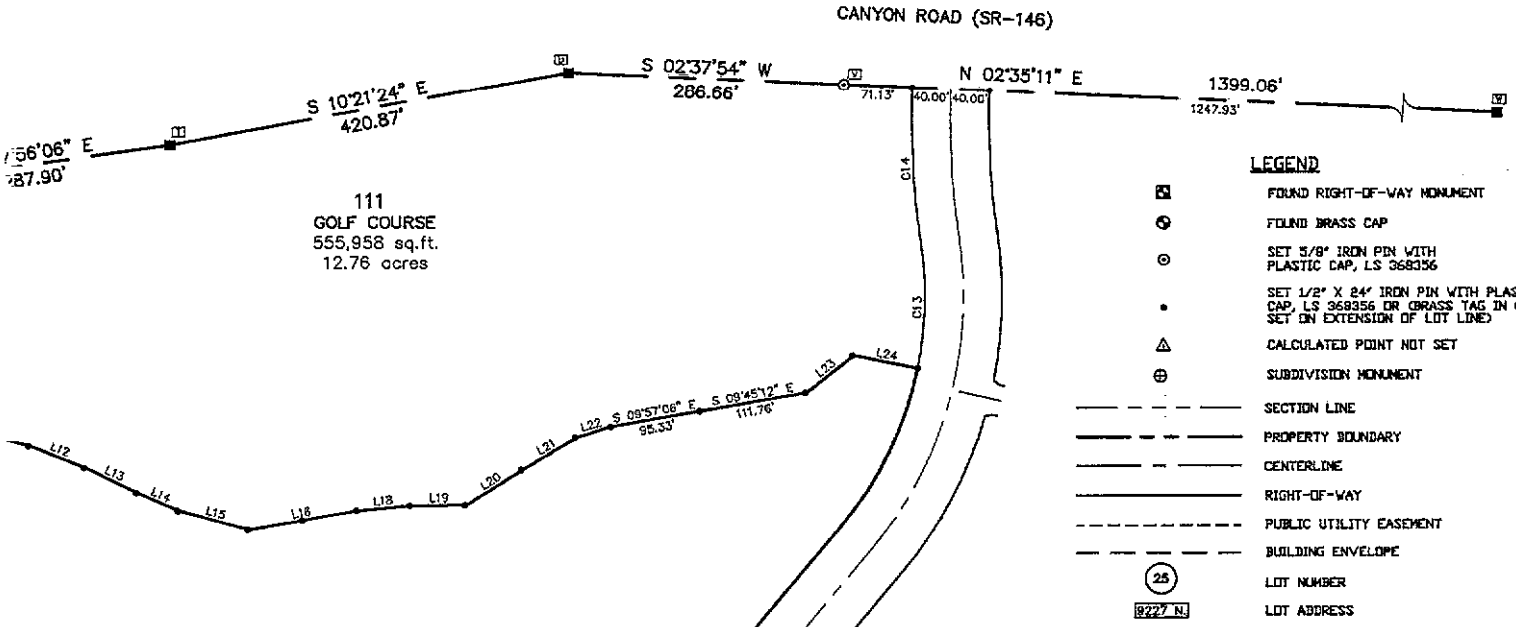 CANYON ROAD (SR-146)
S 02°37'54" W
286.66'
N 02°35'11" E
1399.06'
71.13'
40.00'
40.00'
1247.93'
S 10°21'24" E
420.87'
56'06" E
87.90'
111
GOLF COURSE
555,958 sq.ft.
12.76 acres
C14
C13
L12
L13
L14
L15
L16
L18
L19
L20
L21
L22
S 09°57'06" E
95.33'
S 09°45'12" E
111.76'
L23
L24
LEGEND
FOUND RIGHT-OF-WAY MONUMENT
FOUND BRASS CAP
SET 5/8" IRON PIN WITH
PLASTIC CAP, LS 368356
SET 1/2" X 24" IRON PIN WITH PLAS
CAP, LS 368356 OR (BRASS TAG IN
SET ON EXTENSION OF LOT LINE)
CALCULATED POINT NOT SET
SUBDIVISION MONUMENT
SECTION LINE
PROPERTY BOUNDARY
CENTERLINE
RIGHT-OF-WAY
PUBLIC UTILITY EASEMENT
BUILDING ENVELOPE
25 LOT NUMBER
9227 N. LOT ADDRESS